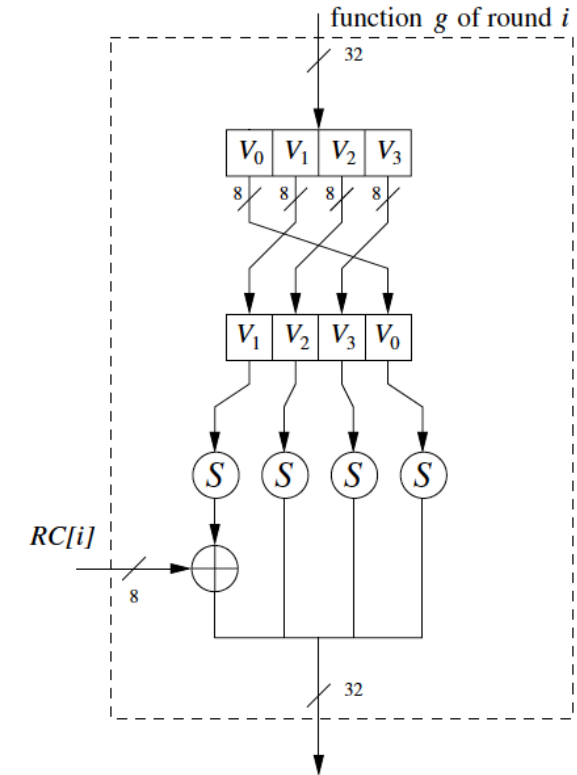 function g of round i
32
V₀ V₁ V₂ V₃
8 8 8 8
V₁ V₂ V₃ V₀
S S S S
RC[i]
8
32